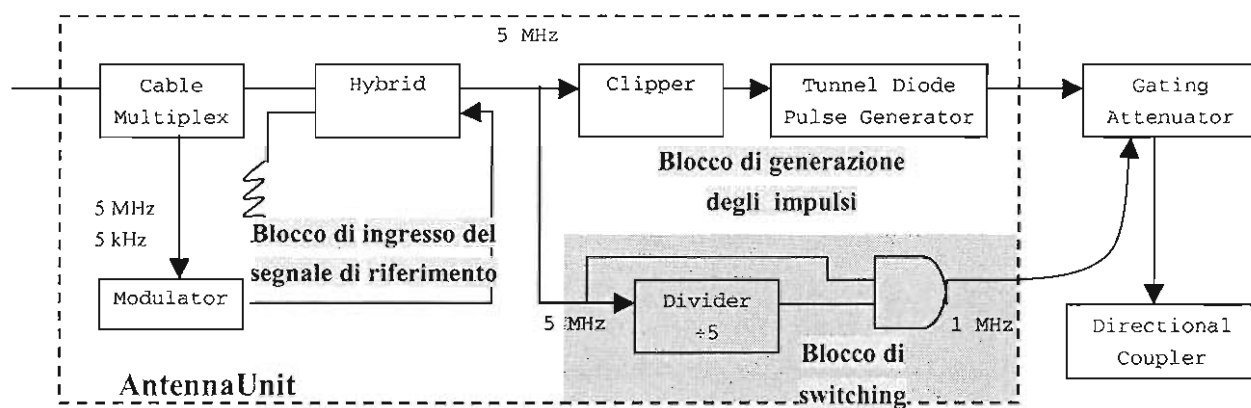 5 MHz
Cable
Multiplex
Hybrid
Clipper
Tunnel Diode
Pulse Generator
Gating
Attenuator
Blocco di generazione
degli impulsi
5 MHz
5 kHz
Blocco di ingresso del
segnale di riferimento
Modulator
5 MHz
Divider
÷5
1 MHz
Blocco di
switching
Directional
Coupler
AntennaUnit